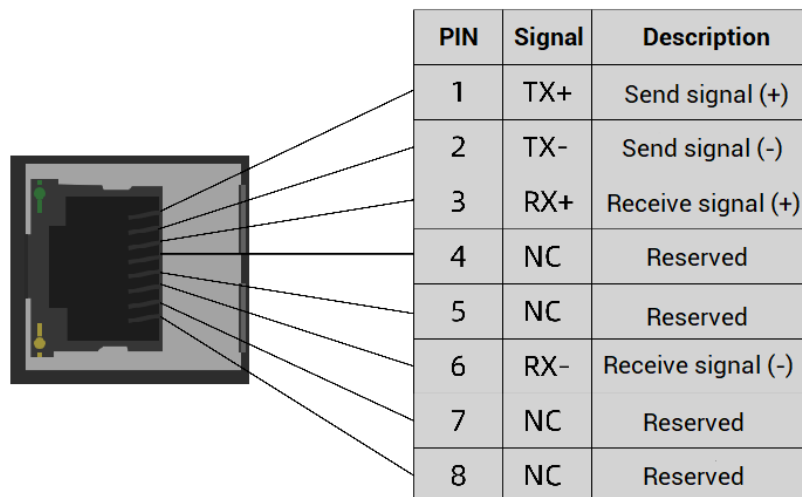 PIN Signal Description
1 TX+ Send signal (+)
2 TX- Send signal (-)
3 RX+ Receive signal (+)
4 NC Reserved
5 NC Reserved
6 RX- Receive signal (-)
7 NC Reserved
8 NC Reserved